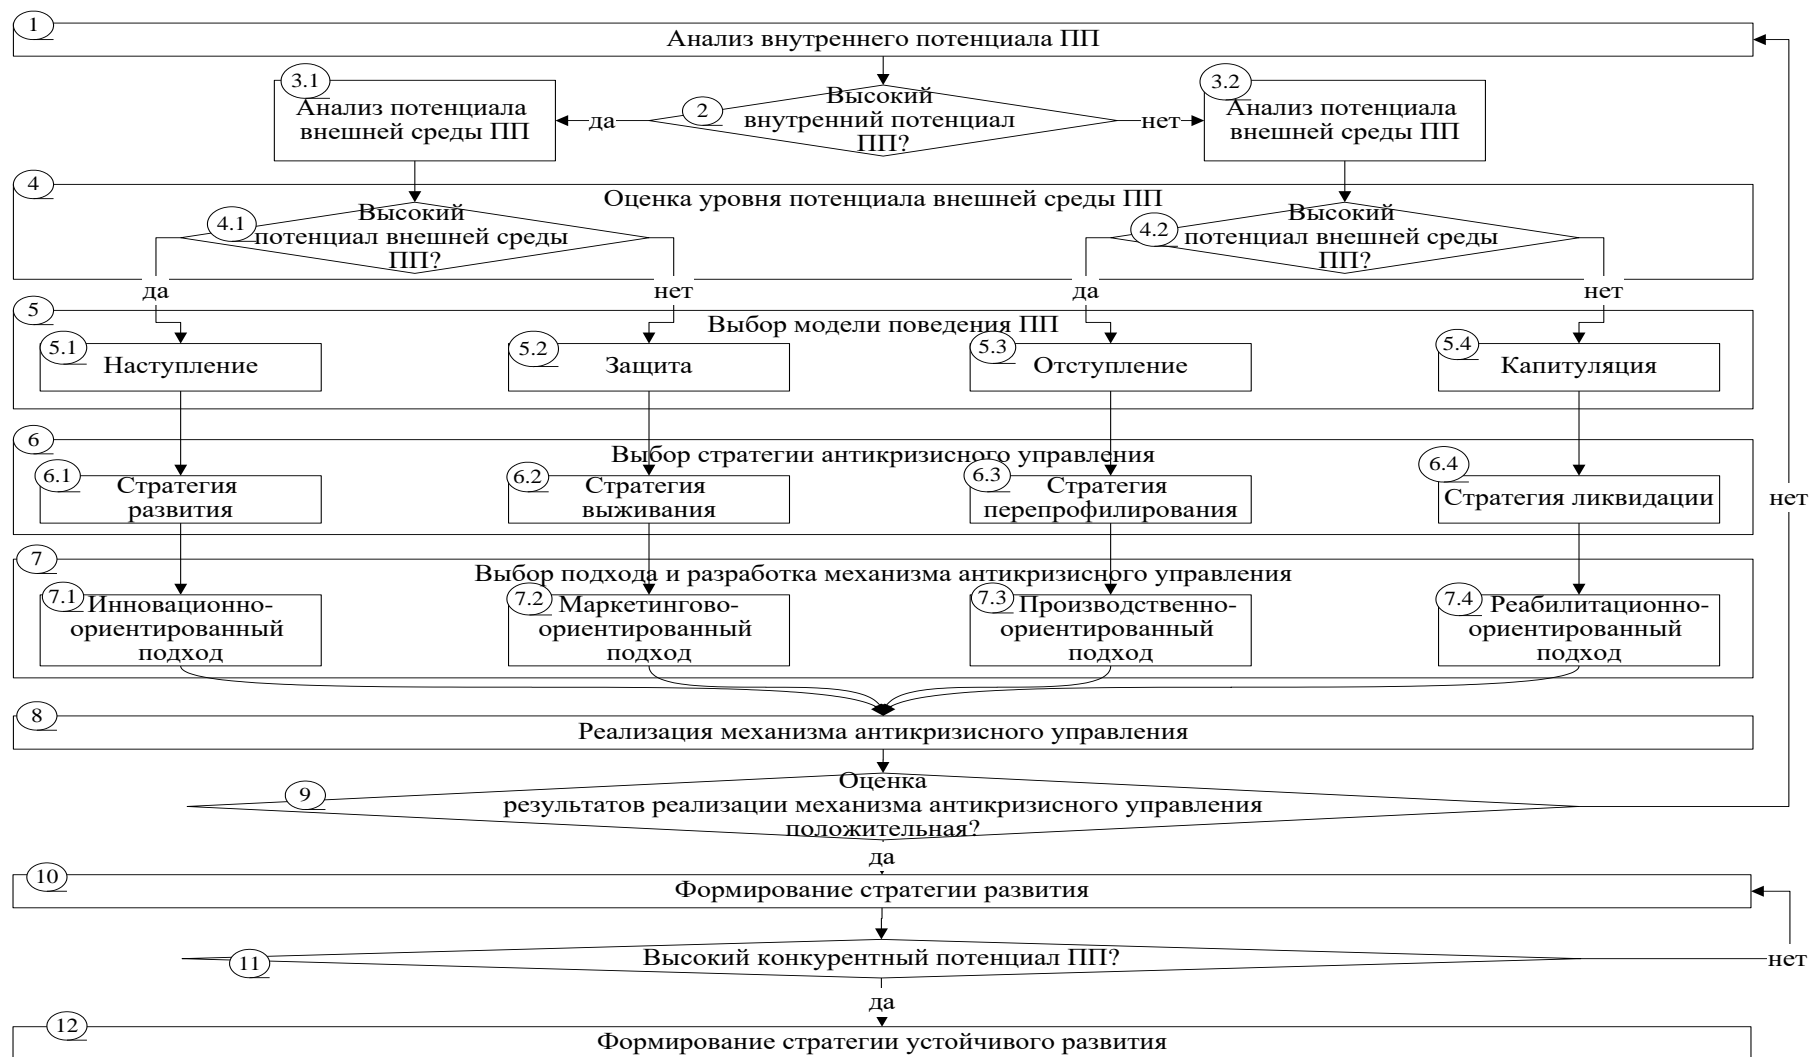 1
Анализ внутреннего потенциала ПП
3.1
Анализ потенциала
внешней среды ПП
да
2
Высокий
внутренний потенциал
ПП?
нет
3.2
Анализ потенциала
внешней среды ПП
4
Оценка уровня потенциала внешней среды ПП
4.1
Высокий
потенциал внешней среды
ПП?
4.2
Высокий
потенциал внешней среды
ПП?
да
нет
да
нет
5
Выбор модели поведения ПП
5.1
Наступление
5.2
Защита
5.3
Отступление
5.4
Капитуляция
6
Выбор стратегии антикризисного управления
6.1
Стратегия
развития
6.2
Стратегия
выживания
6.3
Стратегия
перепрофилирования
6.4
Стратегия ликвидации
нет
7
Выбор подхода и разработка механизма антикризисного управления
7.1
Инновационно-
ориентированный
подход
7.2
Маркетингово-
ориентированный
подход
7.3
Производственно-
ориентированный
подход
7.4
Реабилитационно-
ориентированный
подход
8
Реализация механизма антикризисного управления
9
Оценка
результатов реализации механизма антикризисного управления
положительная?
да
10
Формирование стратегии развития
11
Высокий конкурентный потенциал ПП?
нет
да
12
Формирование стратегии устойчивого развития